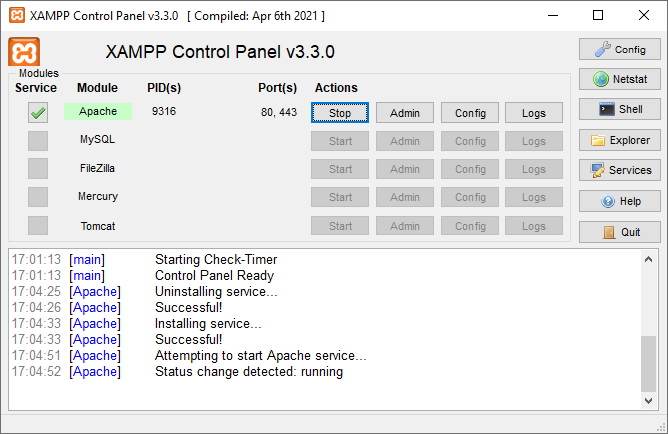 XAMPP Control Panel v3.3.0 [ Compiled: Apr 6th 2021 ]
XAMPP Control Panel v3.3.0
Config
Modules
Service Module PID(s) Port(s) Actions
Netstat
Apache 9316 80, 443 Stop Admin Config Logs
Shell
MySQL Start Admin Config Logs
Explorer
FileZilla Start Admin Config Logs
Services
Mercury Start Admin Config Logs
Help
Tomcat Start Admin Config Logs
Quit
17:01:13 [main] Starting Check-Timer
17:01:13 [main] Control Panel Ready
17:04:25 [Apache] Uninstalling service...
17:04:26 [Apache] Successful!
17:04:33 [Apache] Installing service...
17:04:33 [Apache] Successful!
17:04:51 [Apache] Attempting to start Apache service...
17:04:52 [Apache] Status change detected: running